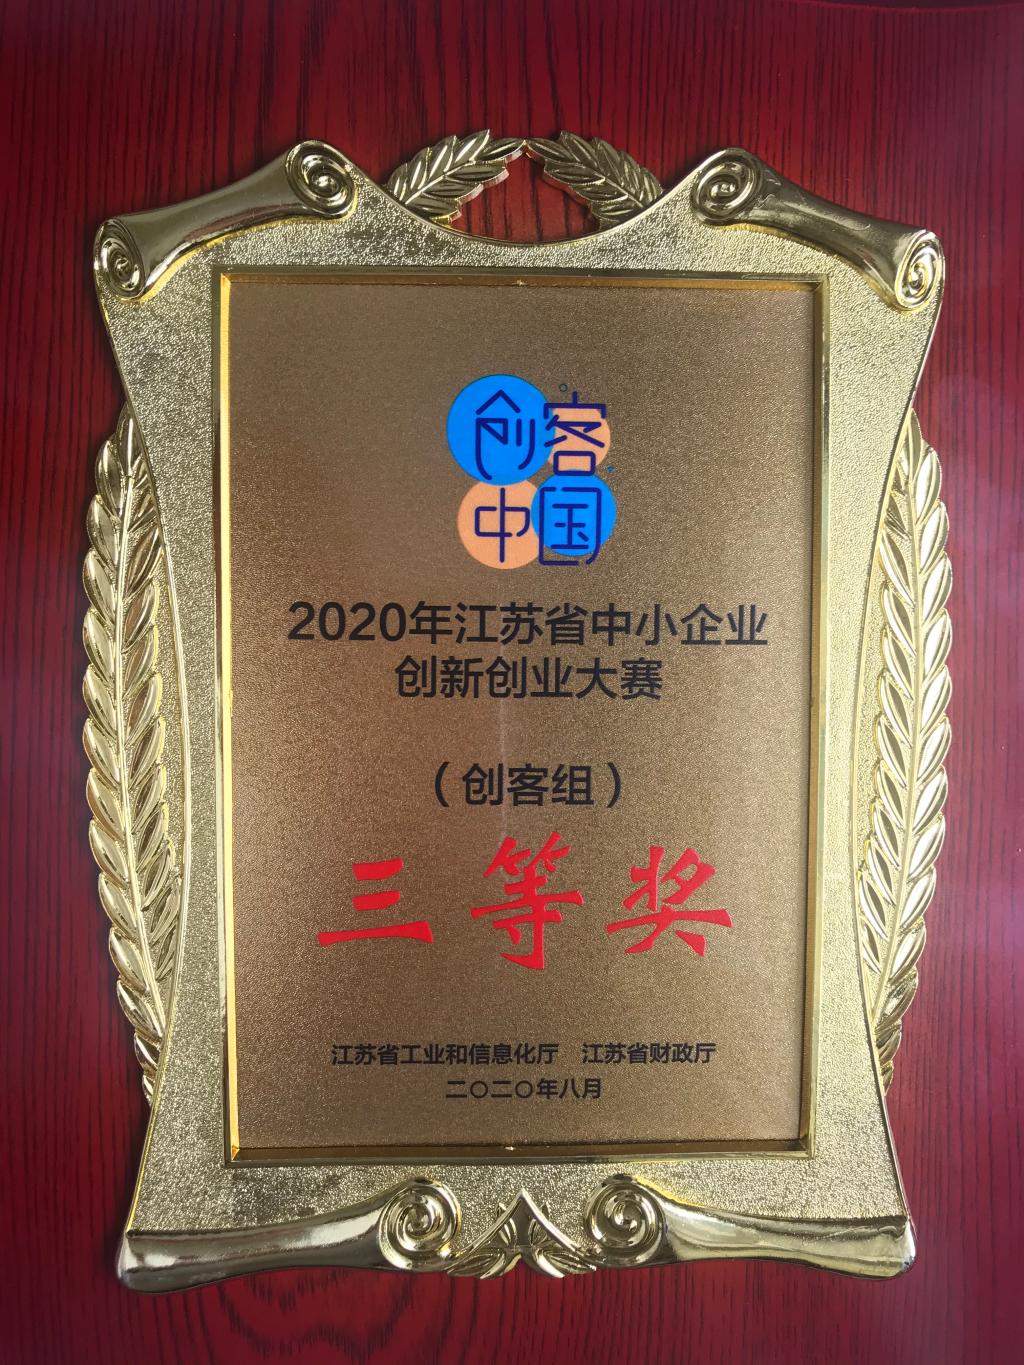 创客
中国
2020年江苏省中小企业
创新创业大赛
（创客组）
三等奖
江苏省工业和信息化厅 江苏省财政厅
二〇二〇年八月